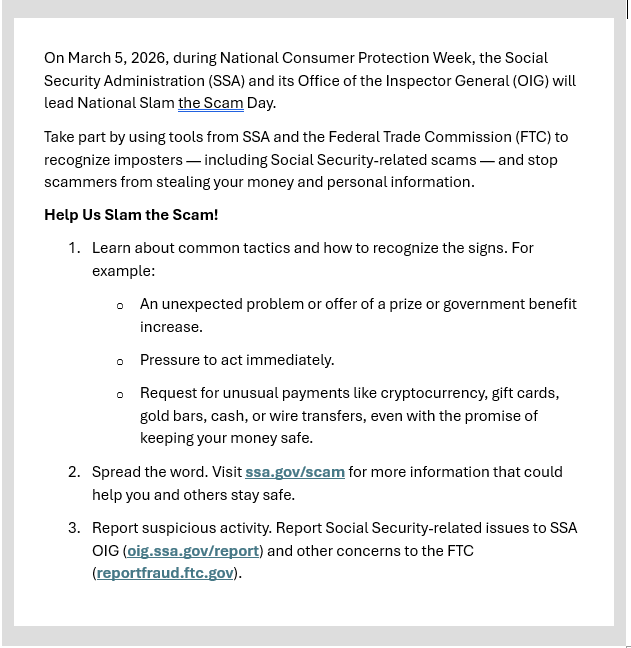 On March 5, 2026, during National Consumer Protection Week, the Social
Security Administration (SSA) and its Office of the Inspector General (OIG) will
lead National Slam the Scam Day.
Take part by using tools from SSA and the Federal Trade Commission (FTC) to
recognize imposters — including Social Security-related scams — and stop
scammers from stealing your money and personal information.
Help Us Slam the Scam!
1. Learn about common tactics and how to recognize the signs. For
example:
o An unexpected problem or offer of a prize or government benefit
increase.
o Pressure to act immediately.
o Request for unusual payments like cryptocurrency, gift cards,
gold bars, cash, or wire transfers, even with the promise of
keeping your money safe.
2. Spread the word. Visit ssa.gov/scam for more information that could
help you and others stay safe.
3. Report suspicious activity. Report Social Security-related issues to SSA
OIG (oig.ssa.gov/report) and other concerns to the FTC
(reportfraud.ftc.gov).